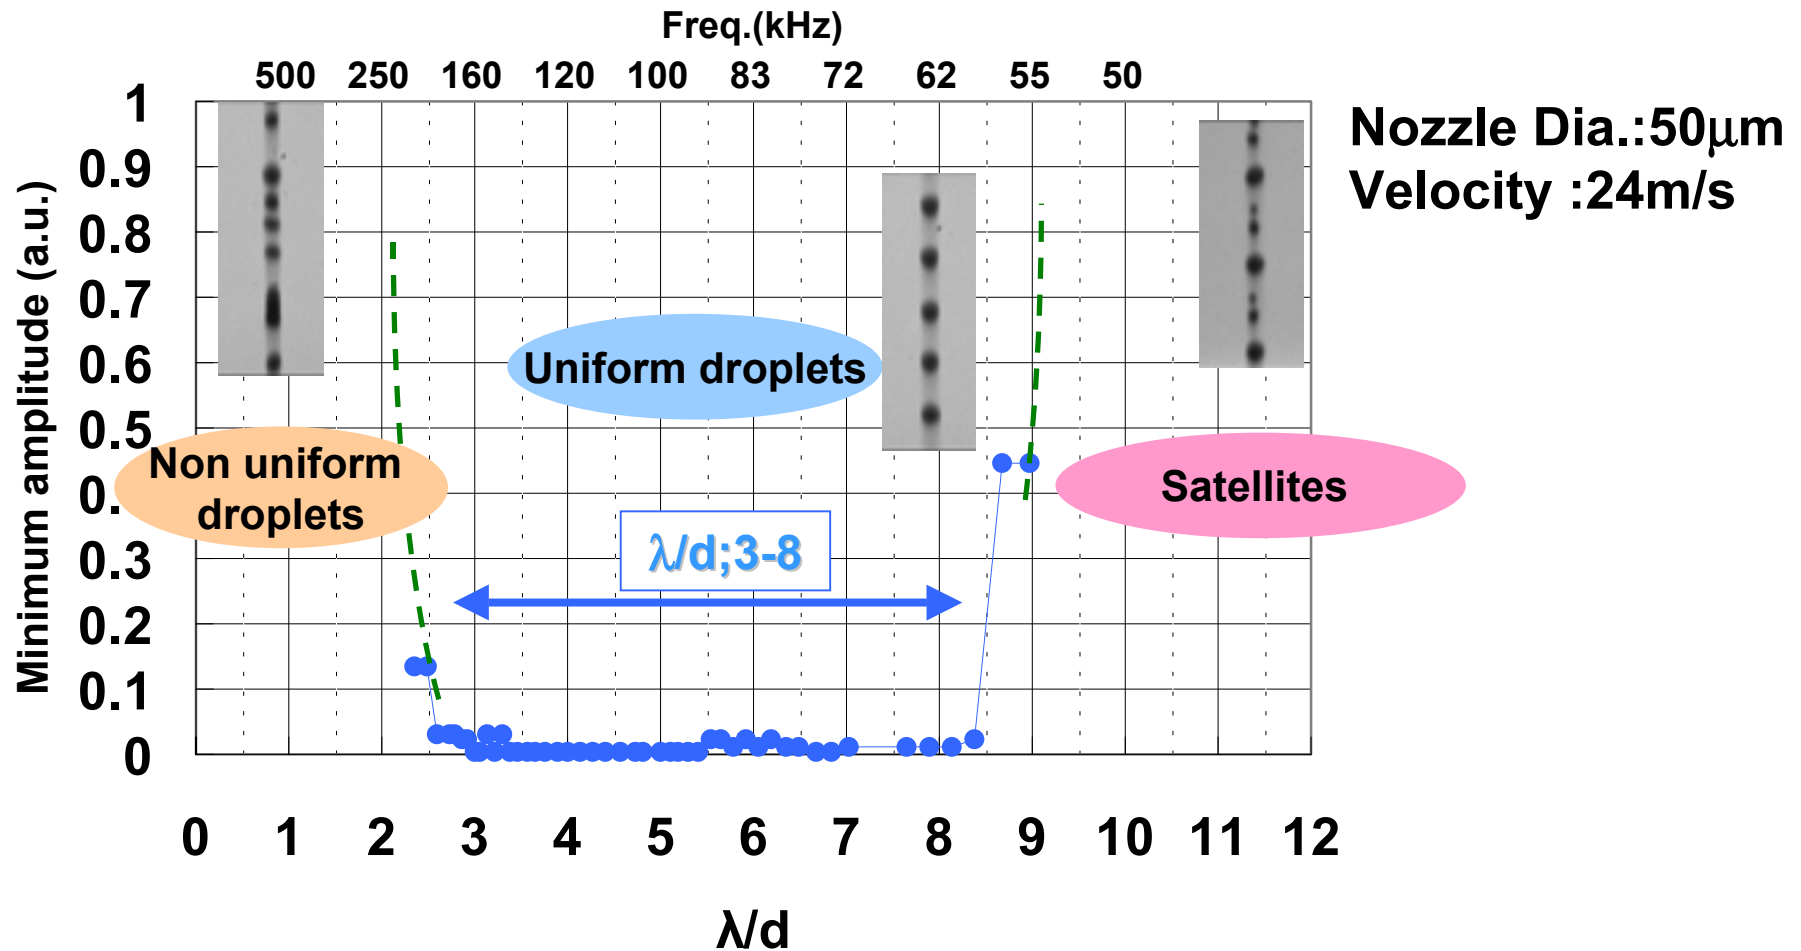 Freq.(kHz)
500 250 160 120 100 83 72 62 55 50
Nozzle Dia.:50μm
Velocity :24m/s
Minimum amplitude (a.u.)
1
0.9
0.8
0.7
0.6
0.5
0.
0.3
0.2
0.1
0
Uniform droplets
Non uniform
droplets
Satellites
λ/d;3-8
0 1 2 3 4 5 6 7 8 9 10 11 12
λ/d